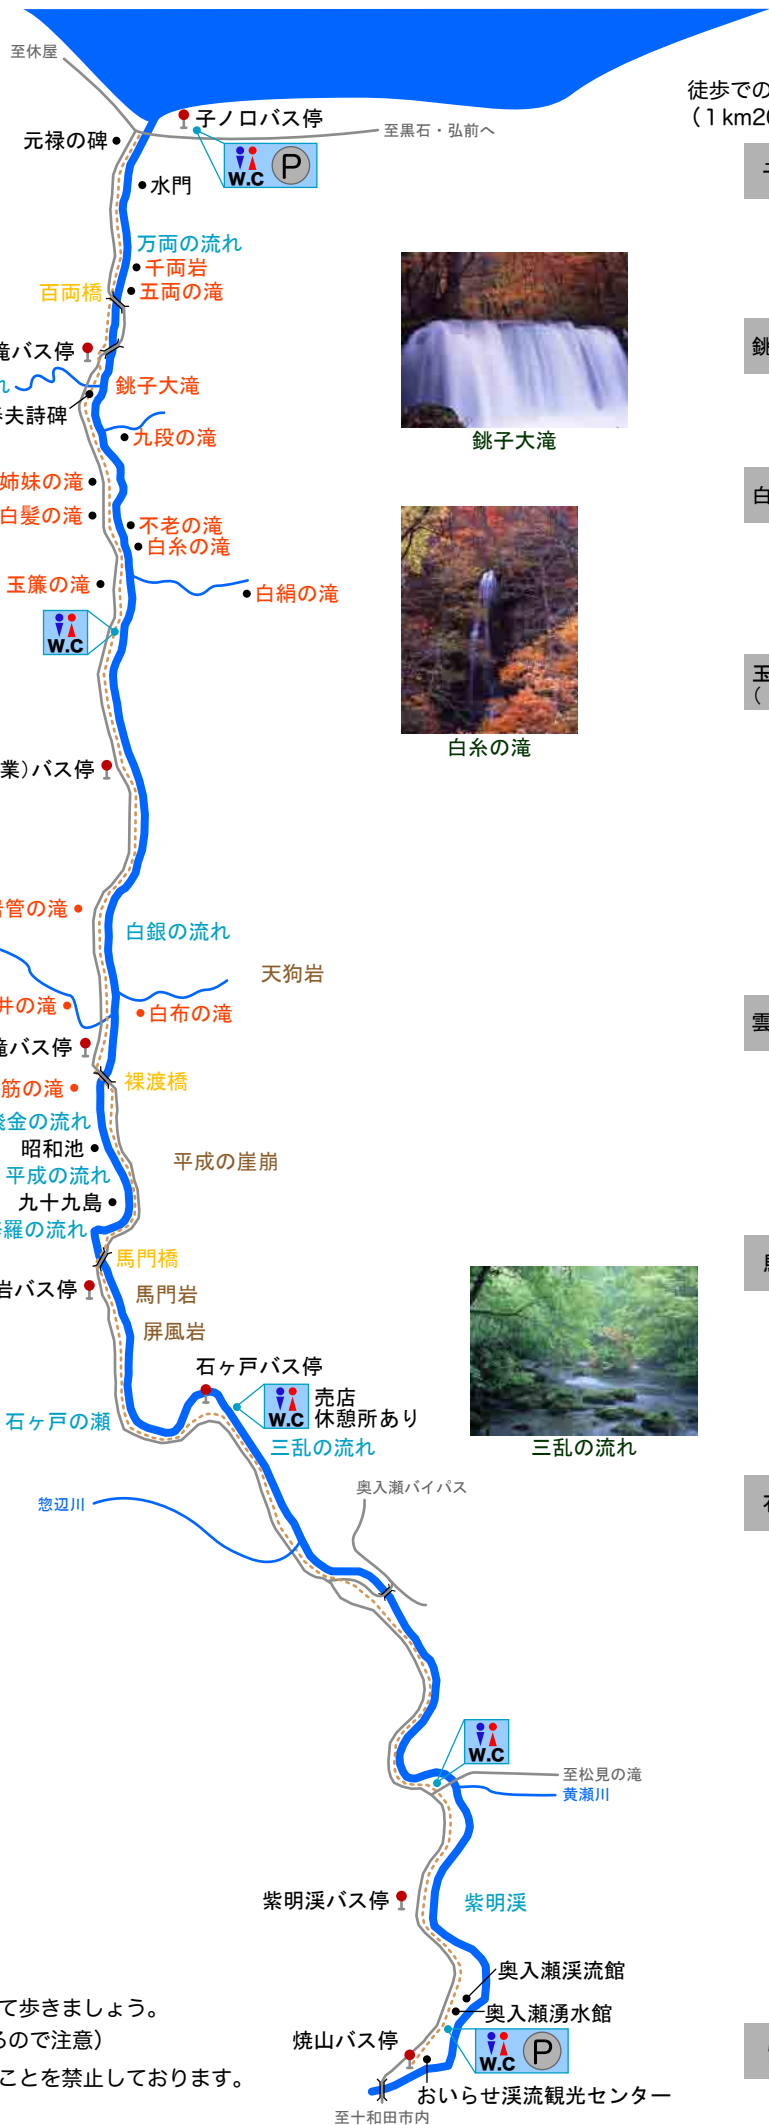 至休屋
徒歩での
（1km2
子ノ口バス停
至黒石・弘前へ
元禄の碑
W.C P
水門
万両の流れ
千両岩
百両橋
五両の滝
滝バス停
れ
銚子大滝
夫詩碑
銚
九段の滝
銚子大滝
姉妹の滝
白
白髪の滝
不老の滝
白糸の滝
玉簾の滝
白絹の滝
W.C
玉
（
白糸の滝
業）バス停
管の滝
白銀の流れ
天狗岩
井の滝
白布の滝
雲
滝バス停
裸渡橋
筋の滝
金の流れ
昭和池
平成の崖崩
平成の流れ
九十九島
羅の流れ
馬門橋
岩バス停
馬門岩
屏風岩
石ヶ戸バス停
W.C
売店
休憩所あり
石ヶ戸の瀬
三乱の流れ
三乱の流れ
奥入瀬バイパス
惣辺川
W.C
至松見の滝
黄瀬川
紫明渓バス停
紫明渓
奥入瀬渓流館
て歩きましょう。
奥入瀬湧水館
るので注意）
焼山バス停
W.C P
ことを禁止しております。
おいらせ渓流観光センター
至十和田市内